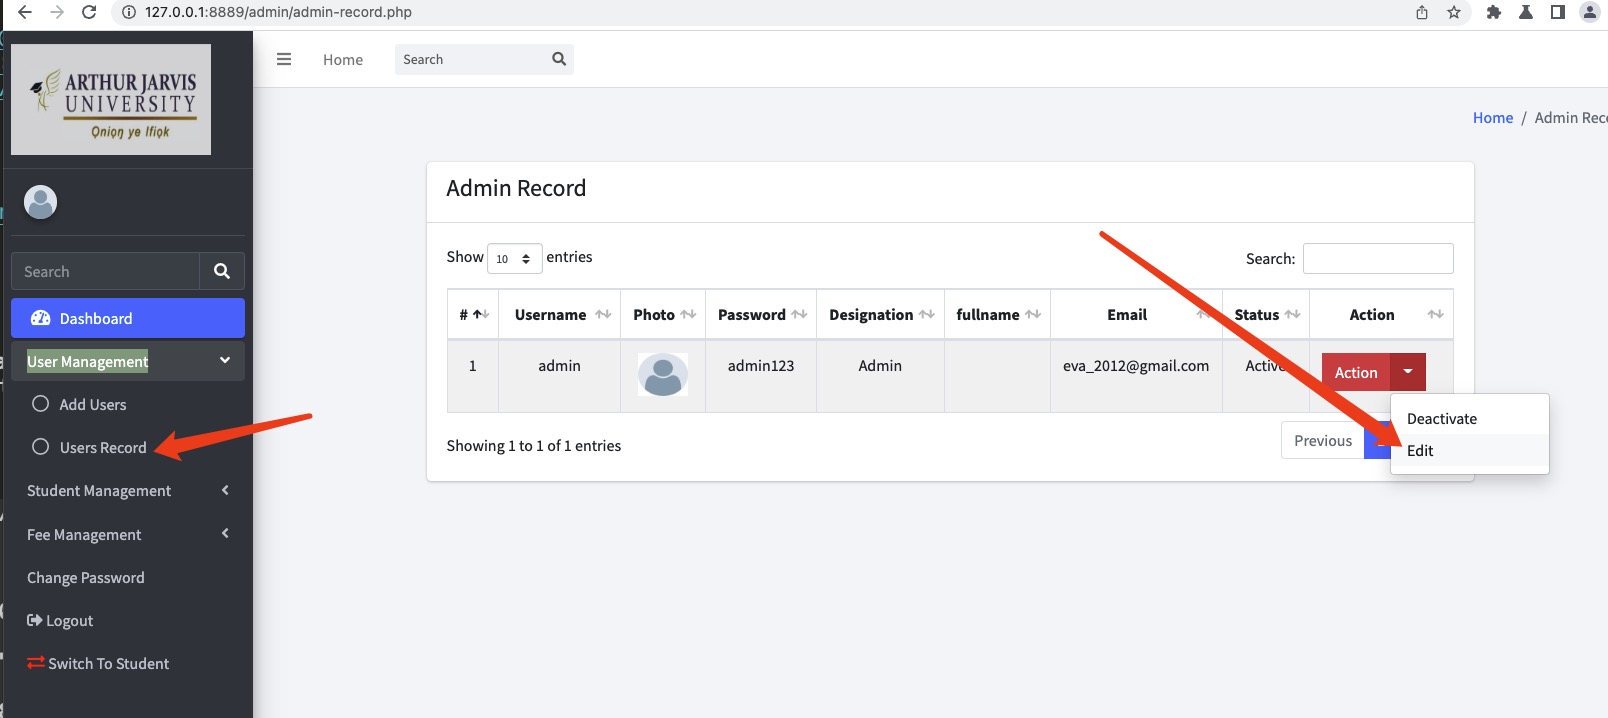 127.0.0.1:8889/admin/admin-record.php
ARTHUR JARVIS
UNIVERSITY
Ọniọŋ ye Ifiọk
Home
Search
Home / Admin Reco
Admin Record
Show 10 entries
Search:
# Username Photo Password Designation fullname Email Status Action
1 admin admin123 Admin eva_2012@gmail.com Active Action
Deactivate
Edit
Showing 1 to 1 of 1 entries
Previous
Search
Dashboard
User Management
Add Users
Users Record
Student Management
Fee Management
Change Password
Logout
Switch To Student